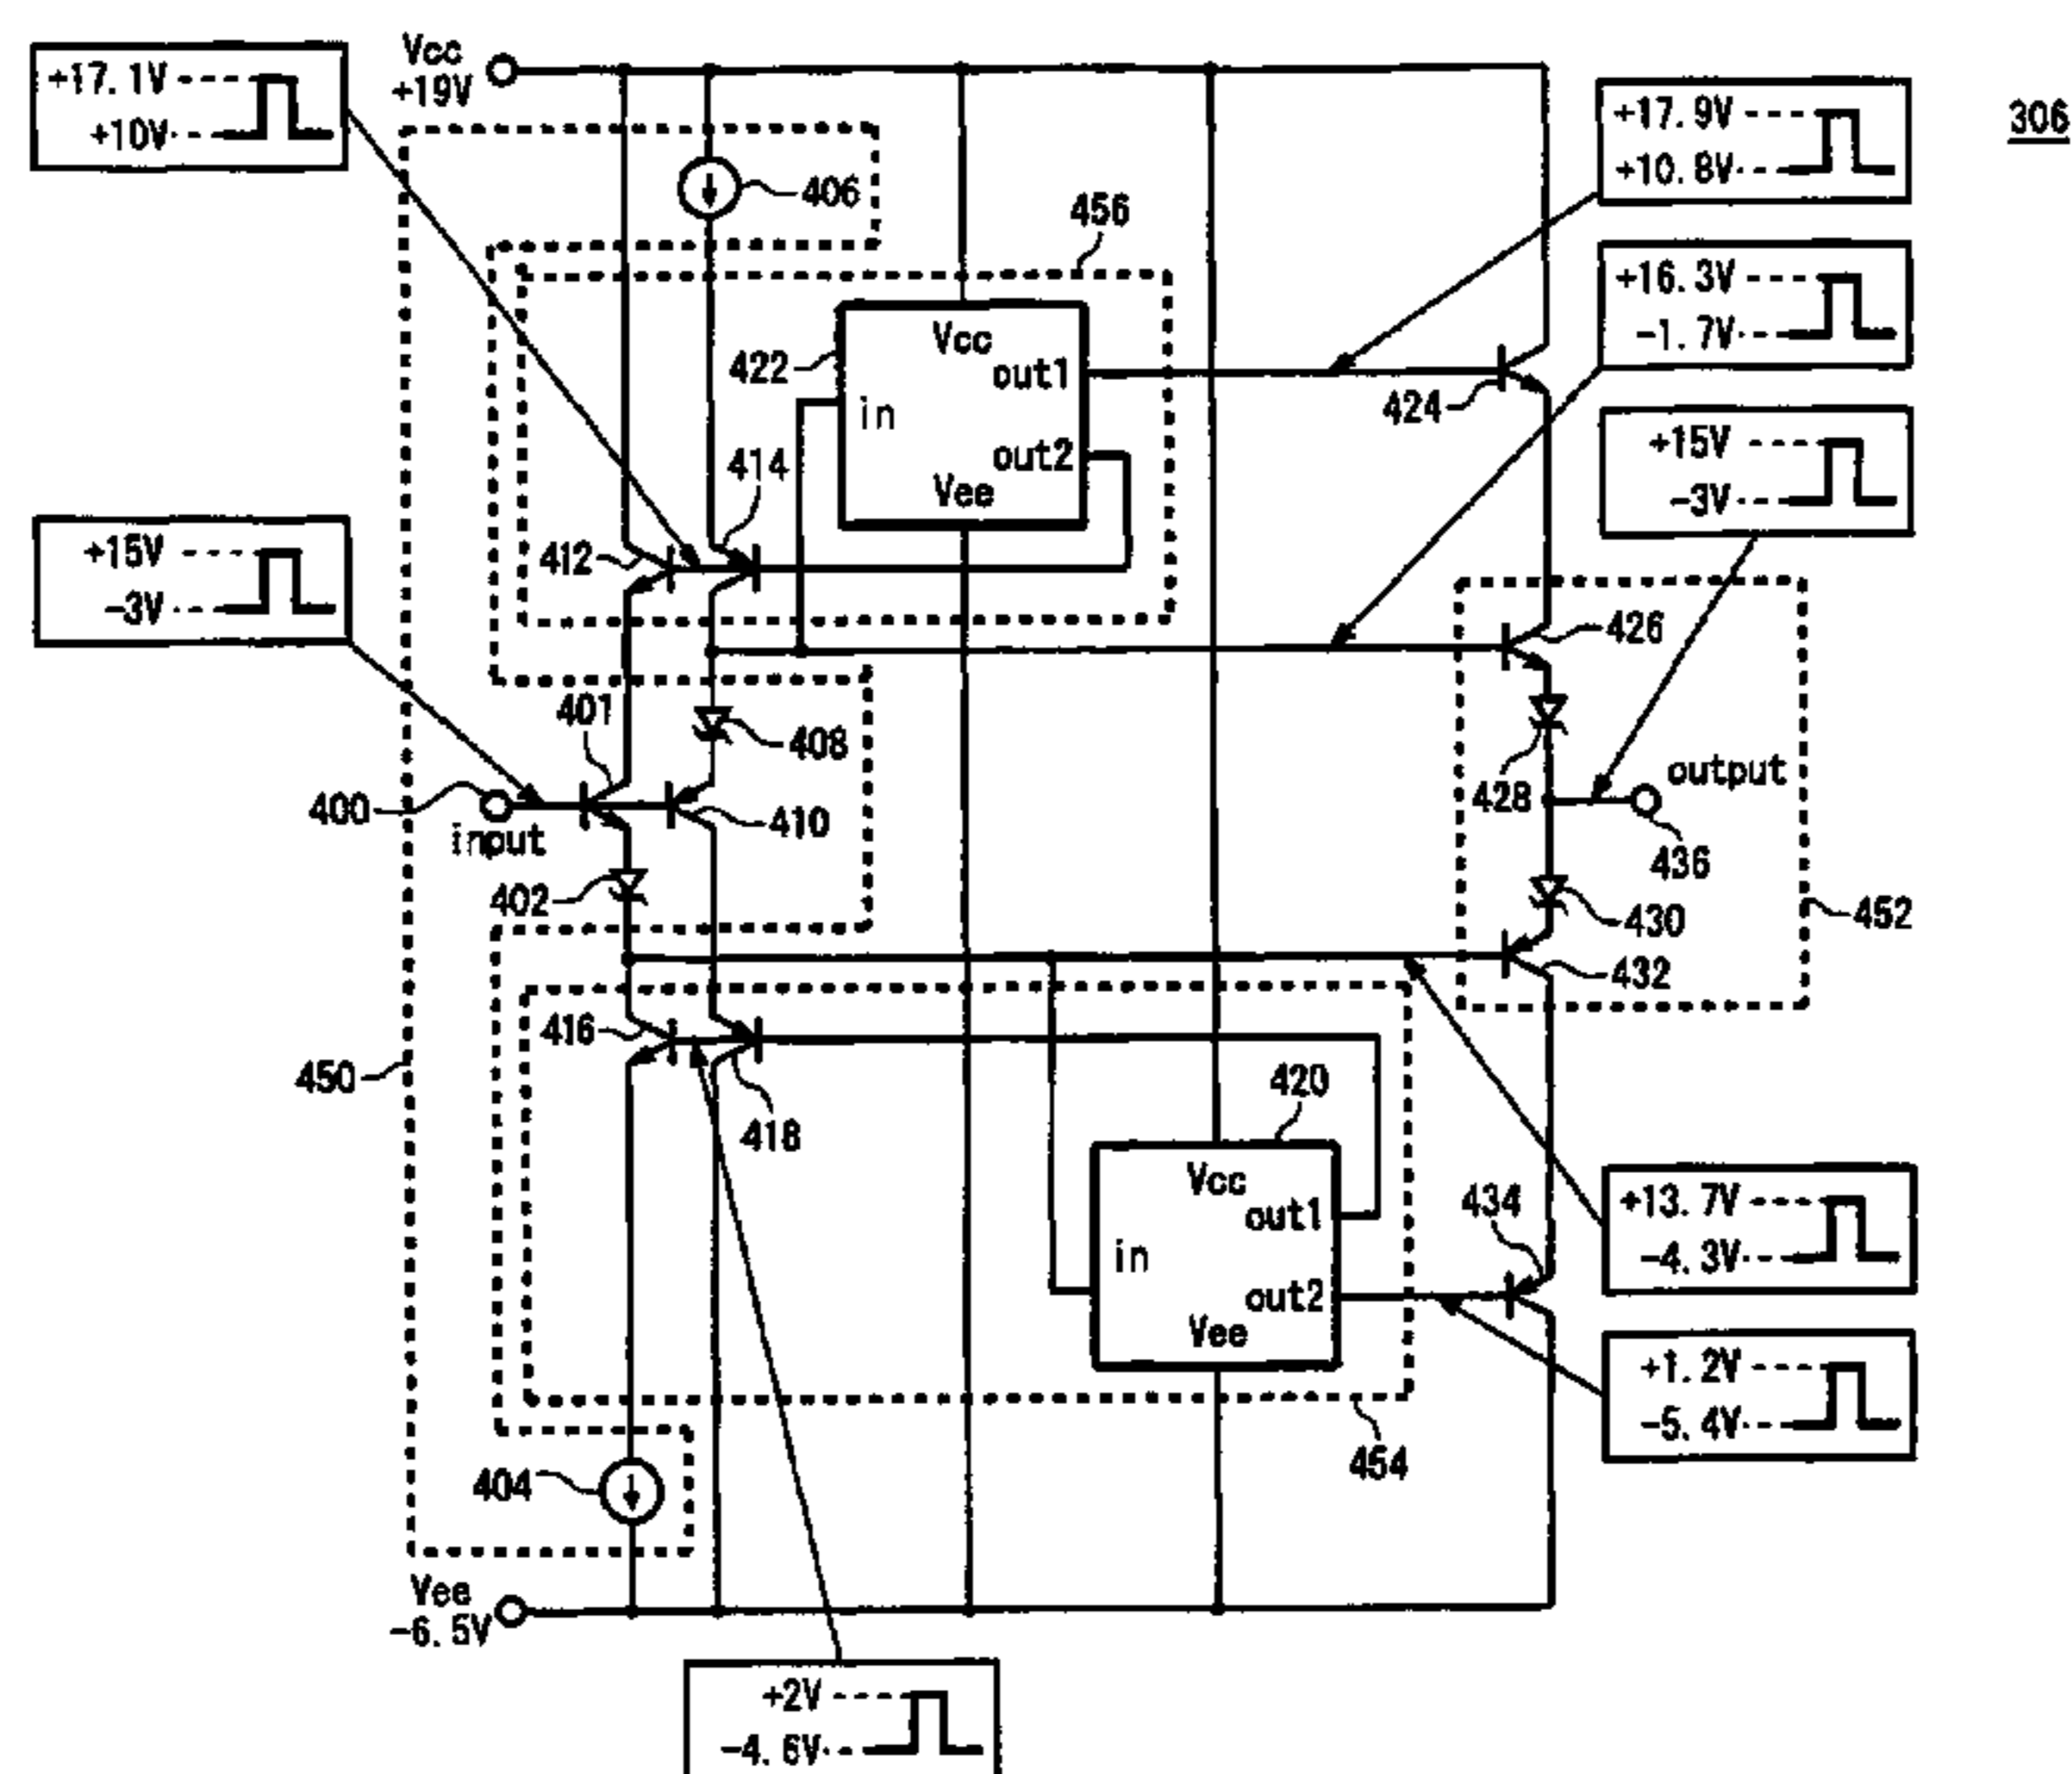 Vcc
+19V
+17.1V
+10V
+17.9V
+10.8V
306
406
456
+16.3V
-1.7V
422
Vcc
in
out1
out2
Vee
424
414
+15V
-3V
412
+15V
-3V
426
401
408
428
output
400
input
410
436
402
430
452
432
416
450
418
420
Vcc
in
out1
out2
Vee
434
+13.7V
-4.3V
+1.2V
-5.4V
404
454
Vee
-6.5V
+2V
-4.6V